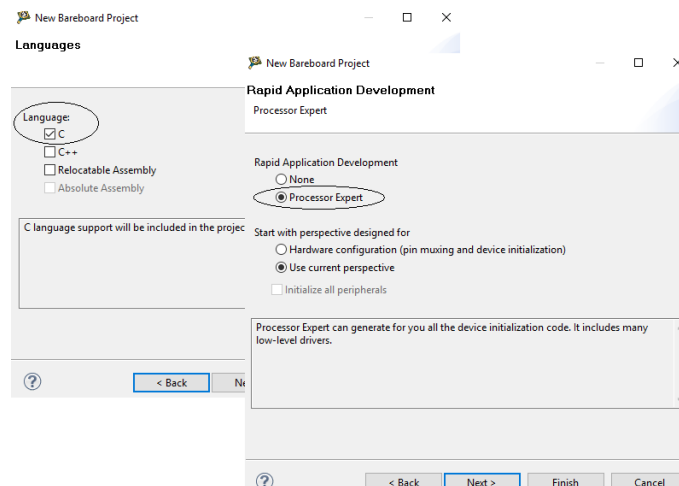 New Bareboard Project
Languages
Language:
C
C++
Relocatable Assembly
Absolute Assembly
C language support will be included in the projec
< Back
Ne
New Bareboard Project
Rapid Application Development
Processor Expert
Rapid Application Development
None
Processor Expert
Start with perspective designed for
Hardware configuration (pin muxing and device initialization)
Use current perspective
Initialize all peripherals
Processor Expert can generate for you all the device initialization code. It includes many
low-level drivers.
< Back
Next >
Finish
Cancel